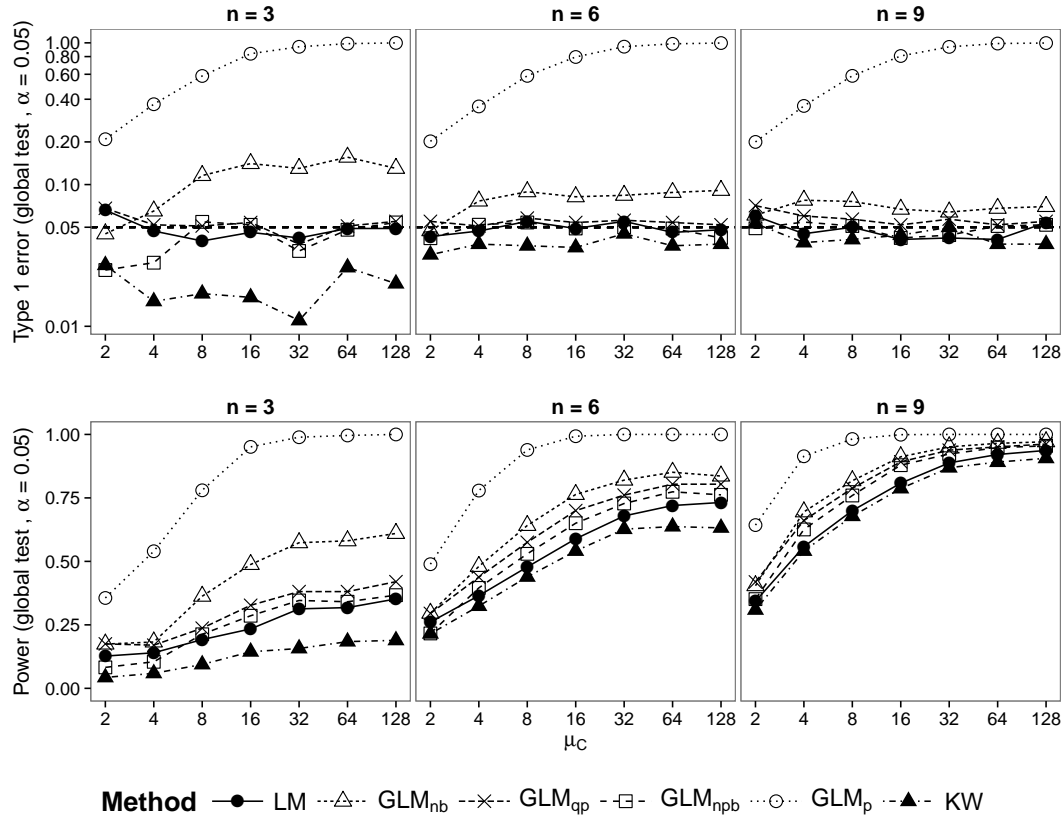 n = 3
n = 6
n = 9
Type 1 error (global test , α = 0.05)
1.00
0.80
0.60
0.40
0.20
0.10
0.05
0.01
2 4 8 16 32 64 128
2 4 8 16 32 64 128
2 4 8 16 32 64 128
n = 3
n = 6
n = 9
Power (global test , α = 0.05)
1.00
0.75
0.50
0.25
0.00
2 4 8 16 32 64 128
2 4 8 16 32 64 128
2 4 8 16 32 64 128
μC
Method LM GLMnb GLMqp GLMnpb GLMp KW